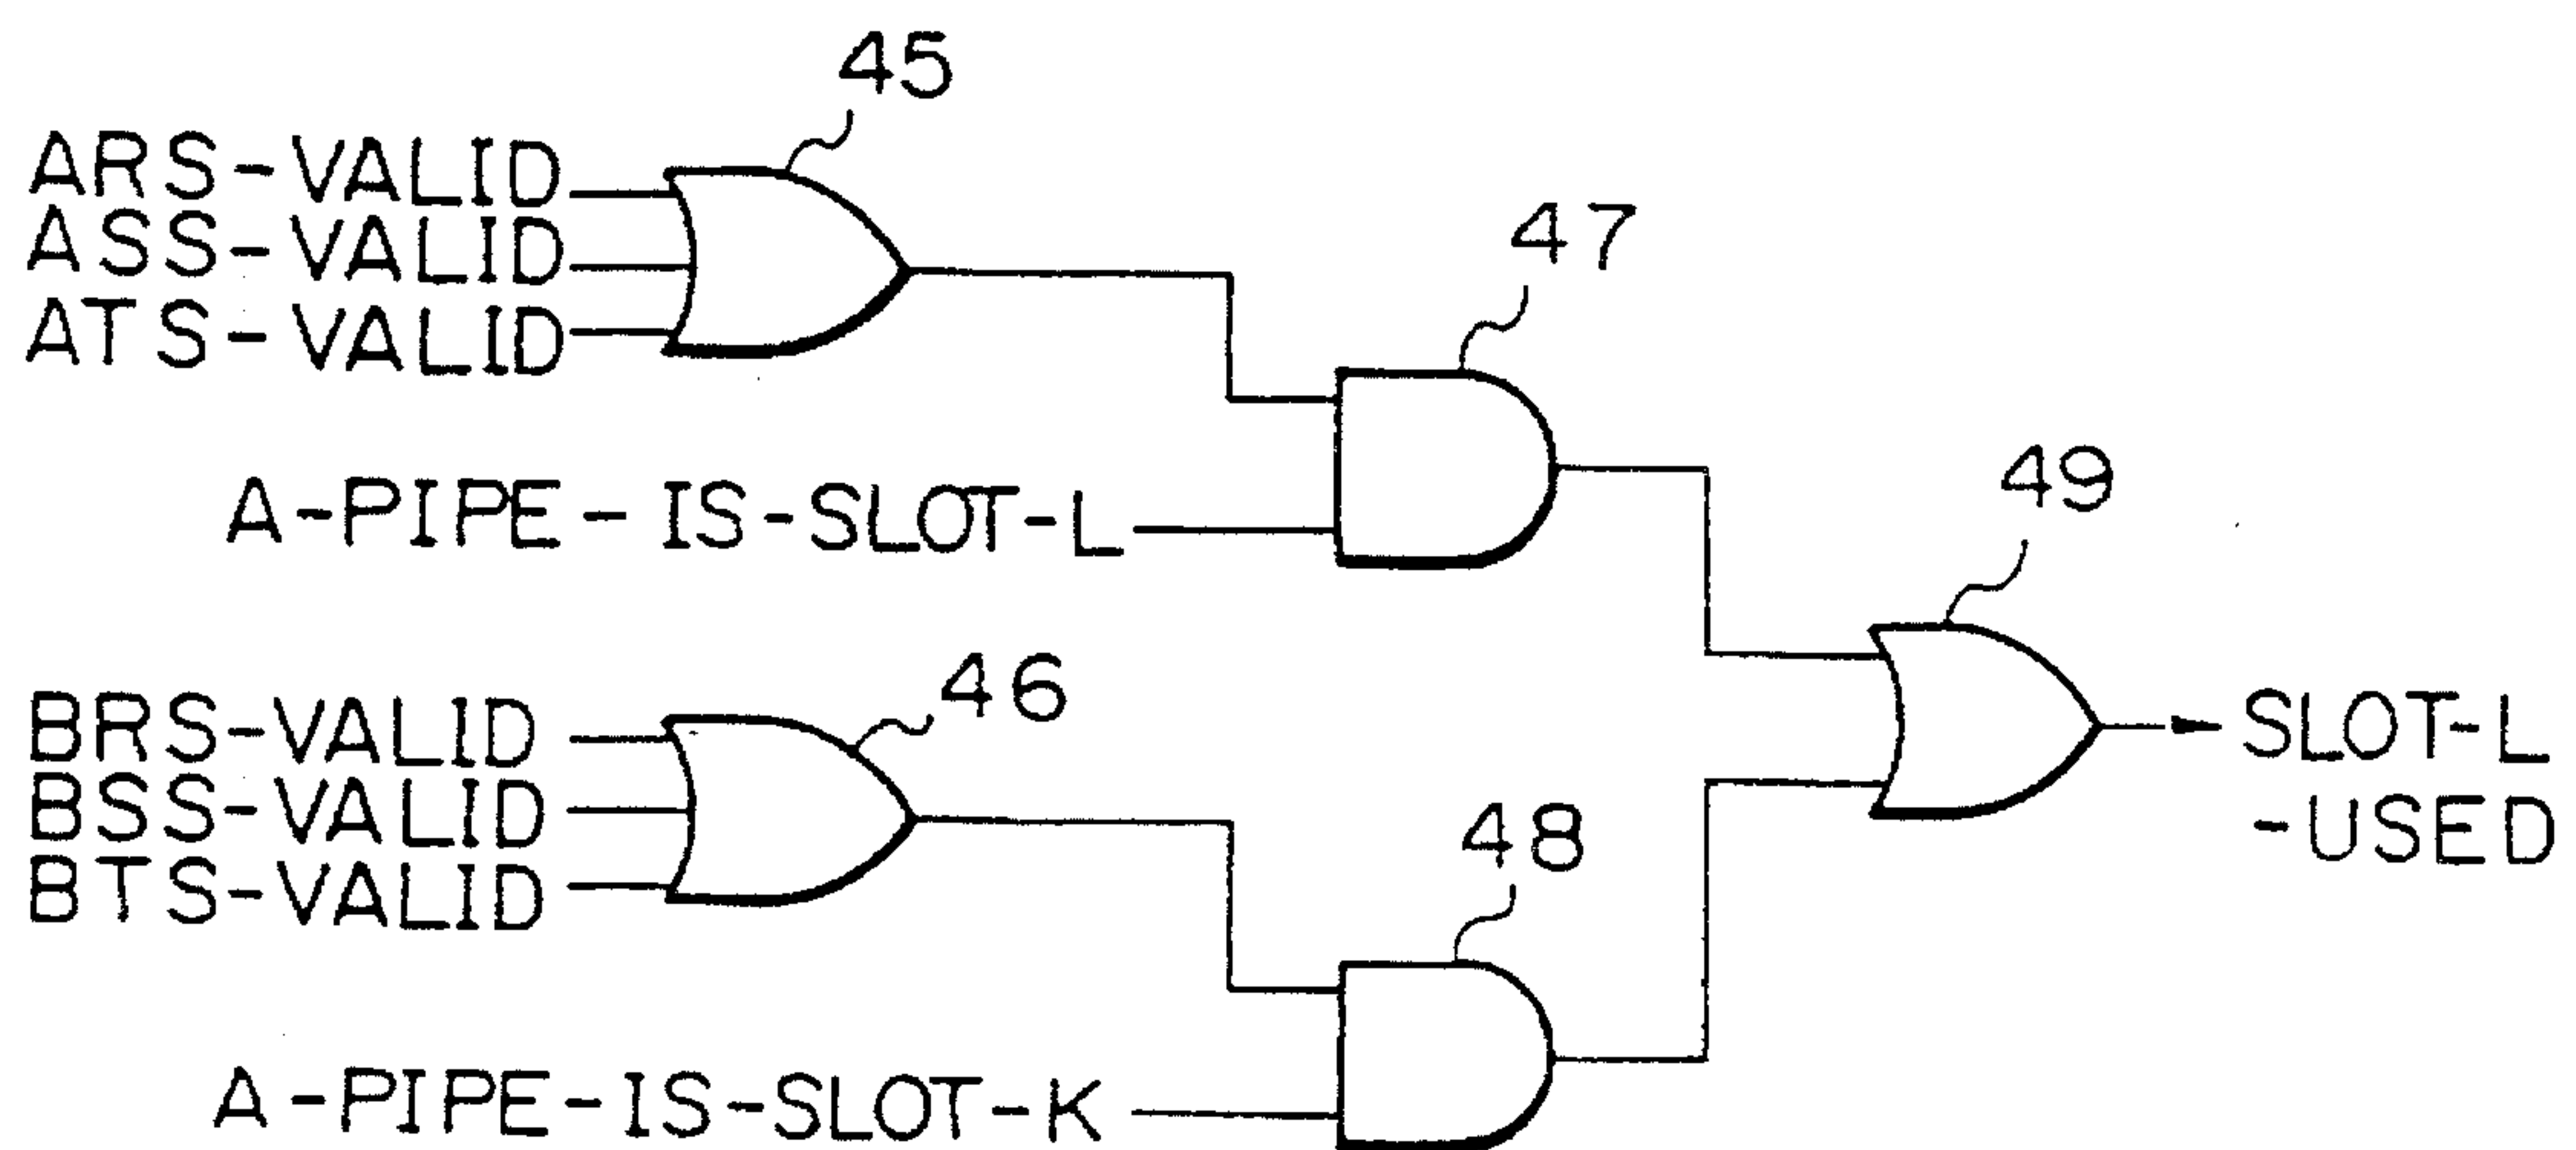 45
ARS-VALID
ASS-VALID
ATS-VALID
47
A-PIPE-IS-SLOT-L
49
46
BRS-VALID
BSS-VALID
BTS-VALID
SLOT-L
-USED
48
A-PIPE-IS-SLOT-K